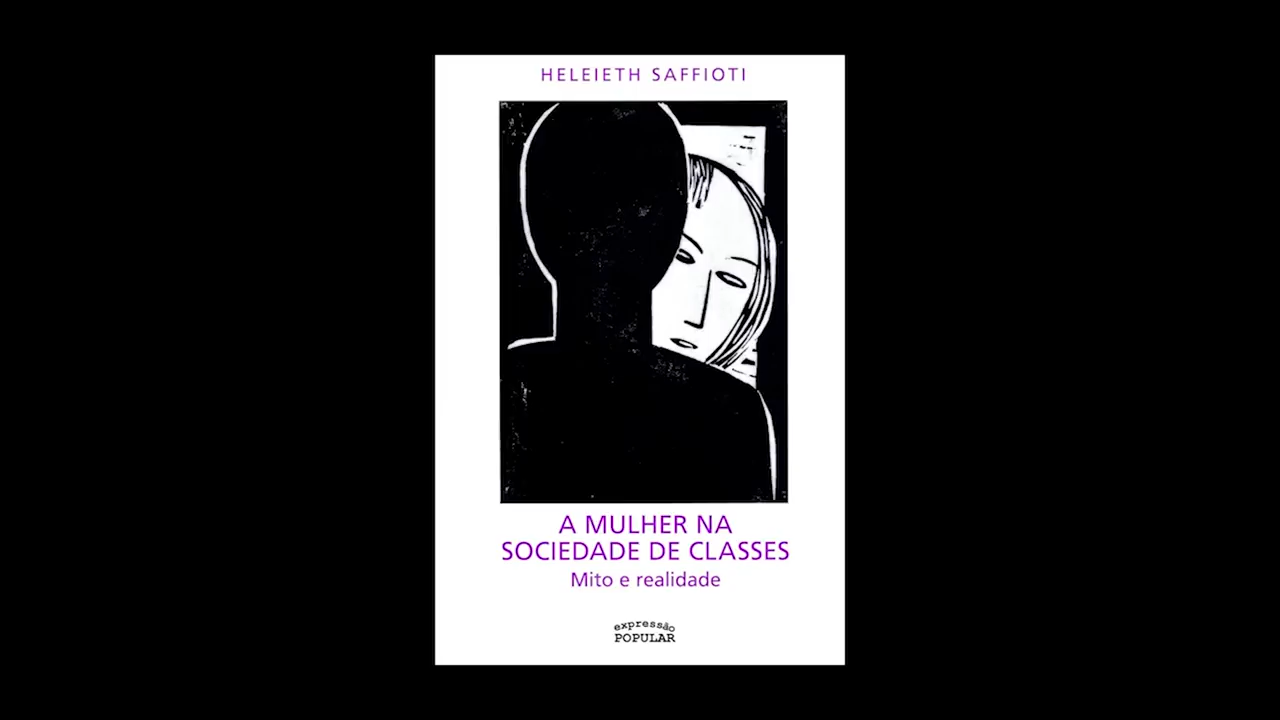 HELEIETH SAFFIOTI
A MULHER NA
SOCIEDADE DE CLASSES
Mito e realidade
expressão
POPULAR